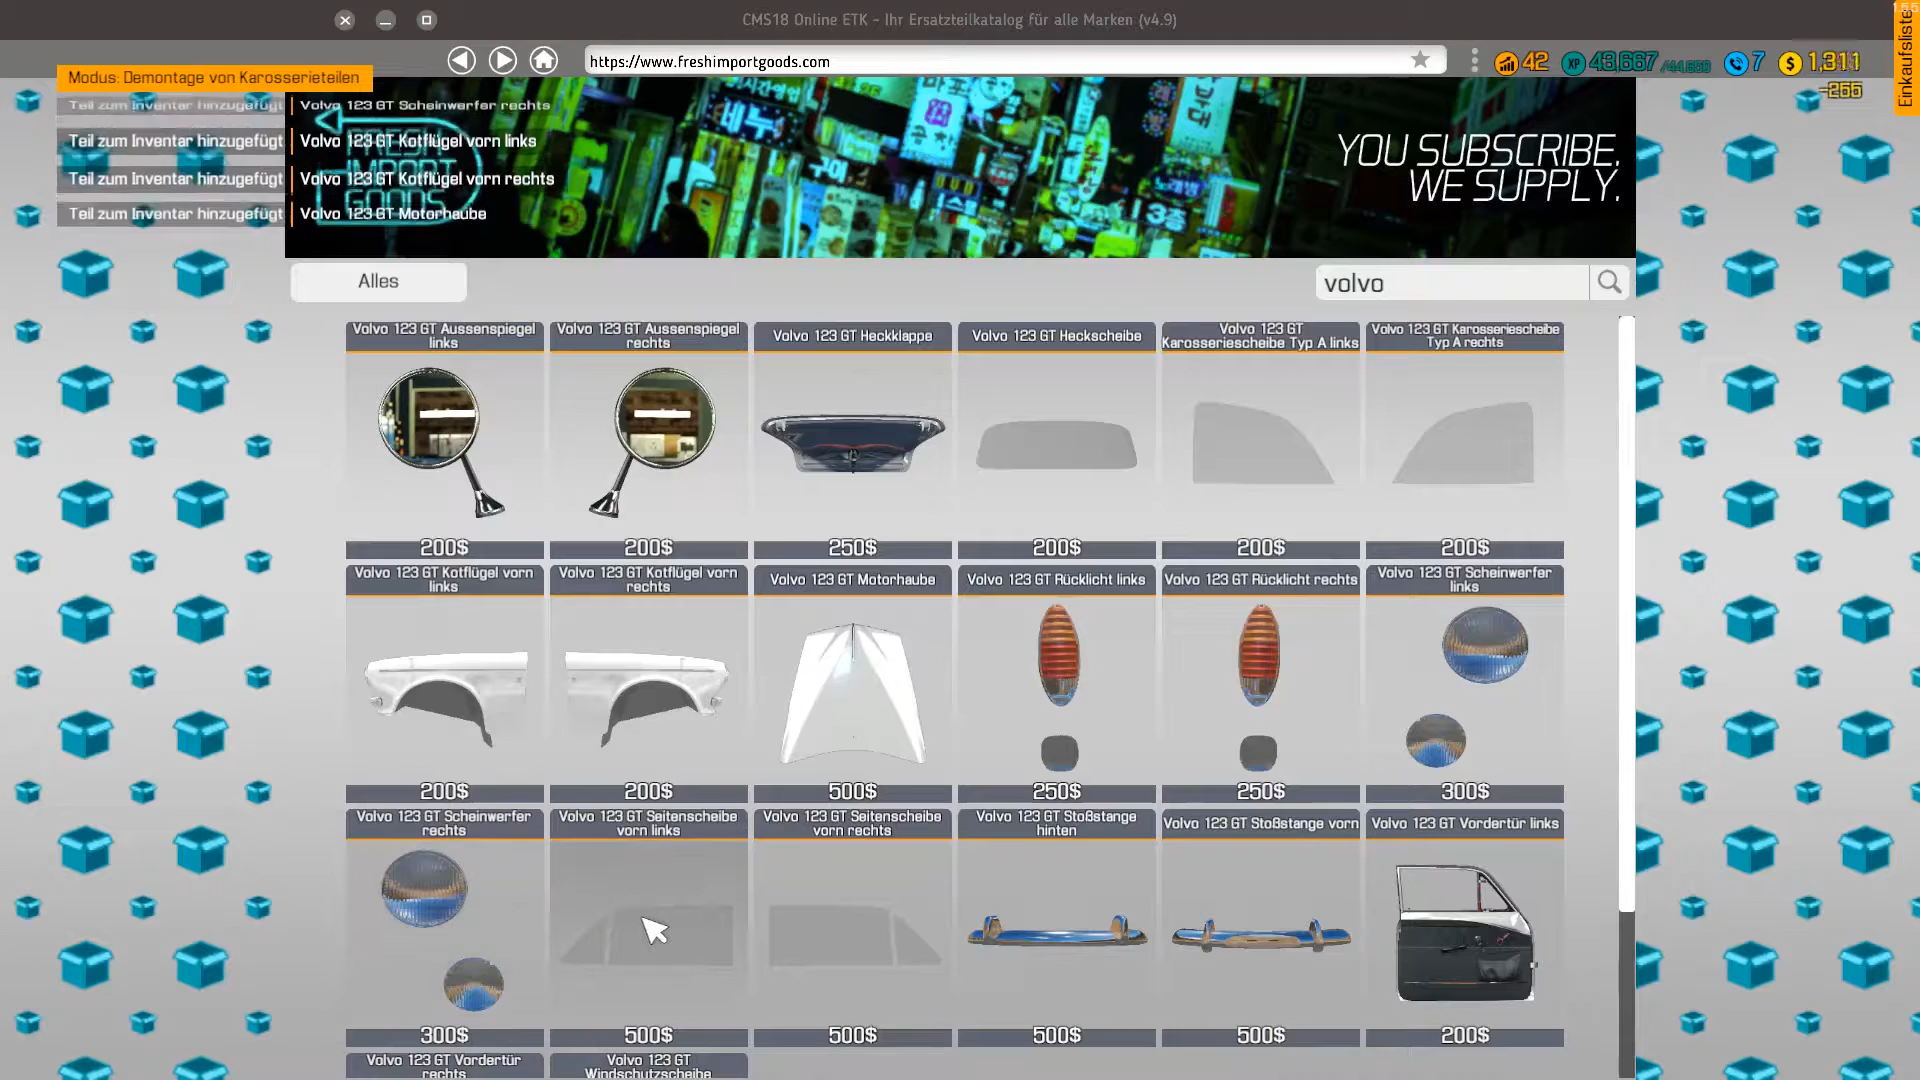 CMS18 Online ETK - Ihr Ersatzteilkatalog für alle Marken (v4.9)
Einkaufsliste
https://www.freshimportgoods.com
42
XP 43,667/44,650
7
$ 1,311
-255
Modus: Demontage von Karosserieteilen
Teil zum Inventar hinzugefügt Volvo 123 GT Scheinwerfer rechts
Teil zum Inventar hinzugefügt Volvo 123 GT Kotflügel vorn links
Teil zum Inventar hinzugefügt Volvo 123 GT Kotflügel vorn rechts
Teil zum Inventar hinzugefügt Volvo 123 GT Motorhaube
FRESH
IMPORT
GOODS
YOU SUBSCRIBE.
WE SUPPLY.
Alles
volvo
Volvo 123 GT Aussenspiegel
links
Volvo 123 GT Aussenspiegel
rechts
Volvo 123 GT Heckklappe
Volvo 123 GT Heckscheibe
Volvo 123 GT
Karosseriescheibe Typ A links
Volvo 123 GT Karosseriescheibe
Typ A rechts
200$
200$
250$
200$
200$
200$
Volvo 123 GT Kotflügel vorn
links
Volvo 123 GT Kotflügel vorn
rechts
Volvo 123 GT Motorhaube
Volvo 123 GT Rücklicht links
Volvo 123 GT Rücklicht rechts
Volvo 123 GT Scheinwerfer
links
200$
200$
500$
250$
250$
300$
Volvo 123 GT Scheinwerfer
rechts
Volvo 123 GT Seitenscheibe
vorn links
Volvo 123 GT Seitenscheibe
vorn rechts
Volvo 123 GT Stoßstange
hinten
Volvo 123 GT Stoßstange vorn
Volvo 123 GT Vordertür links
300$
500$
500$
500$
500$
200$
Volvo 123 GT Vordertür
rechts
Volvo 123 GT
Windschutzscheibe